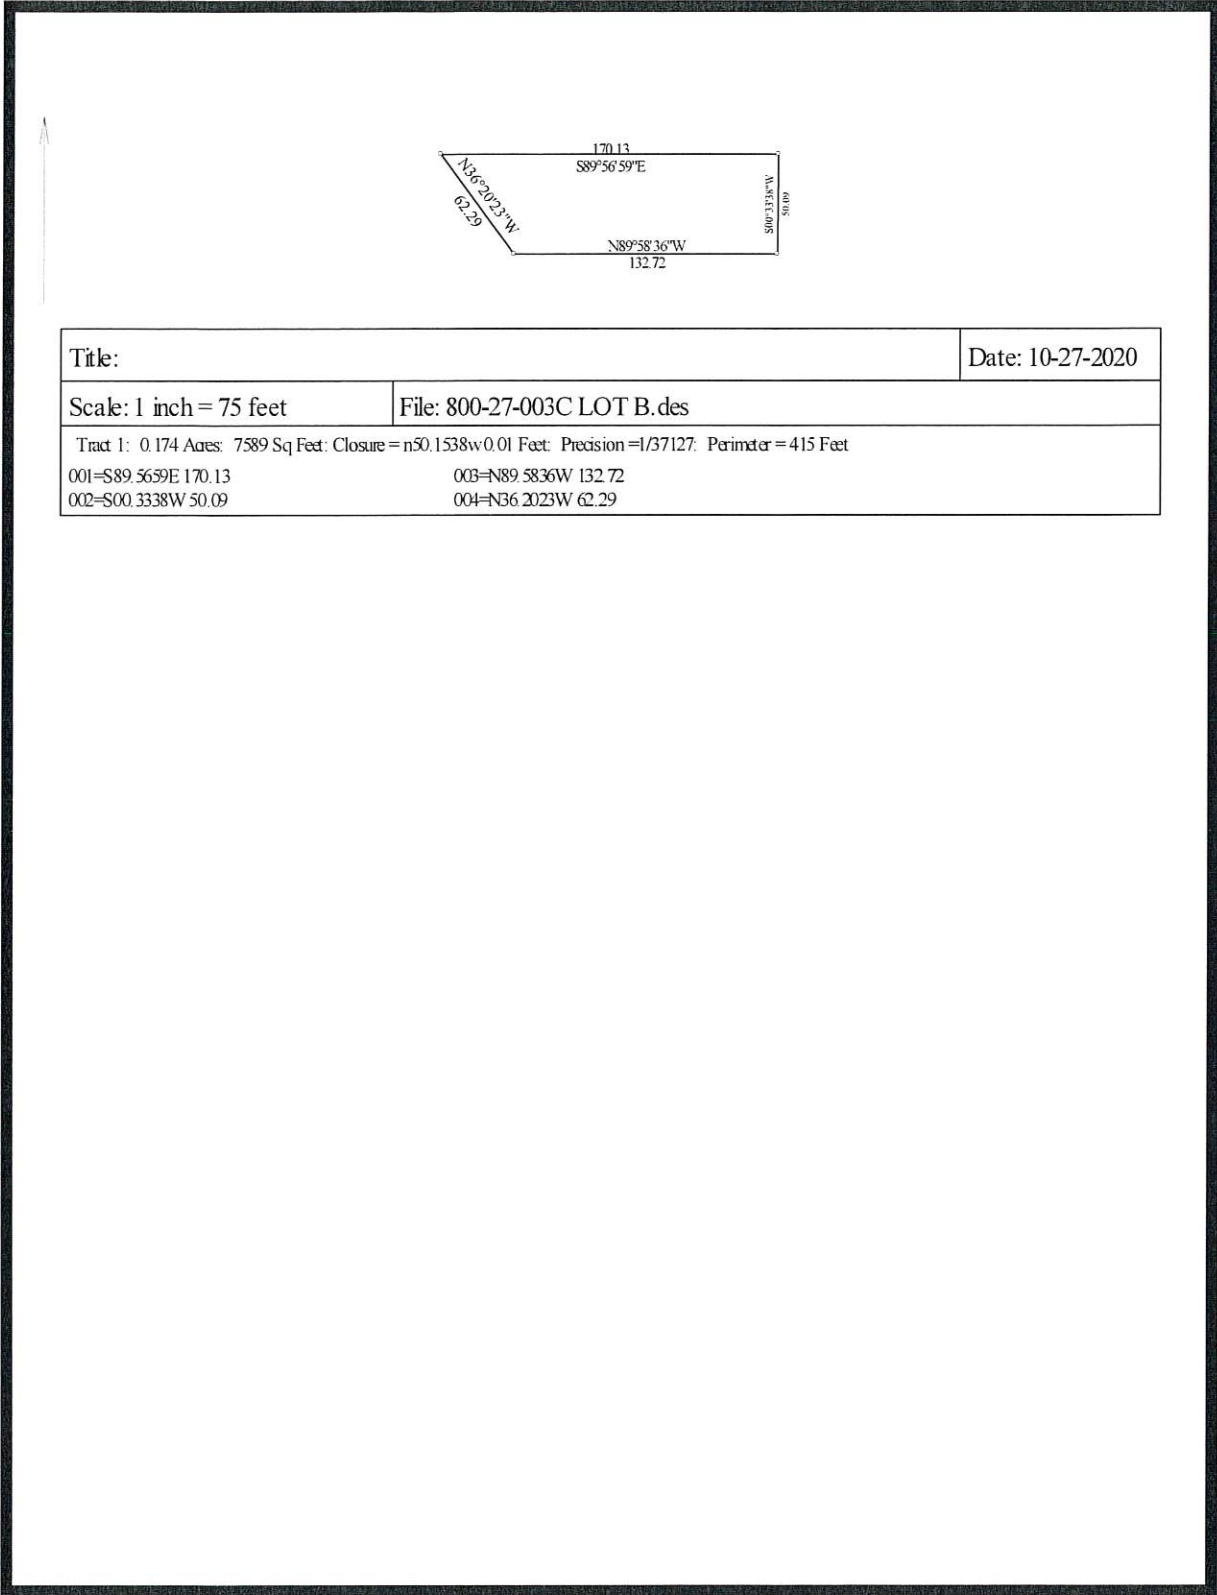 170.13
S89°56'59"E
N36°20'23"W
62.29
S00°33'38"W
50.09
N89°58'36"W
132.72
Title:
Date: 10-27-2020
Scale: 1 inch = 75 feet
File: 800-27-003C LOT B.des
Tract 1: 0.174 Acres: 7589 Sq Feet: Closure = n50.1538w 0.01 Feet: Precision =1/37127: Perimeter = 415 Feet
001=S89.5659E 170.13
003=N89.5836W 132.72
002=S00.3338W 50.09
004=N36.2023W 62.29